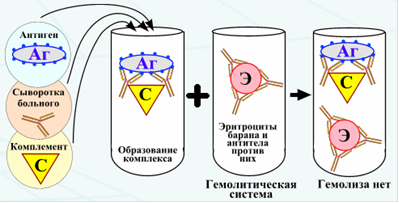 Антиген
Аг
Сыворотка
больного
Комплемент
С
Аг
С
Образование
комплекса
Э
Эритроциты
барана и
антитела
против
них
Гемолитическая
система
Аг
С
Э
Гемолиза нет